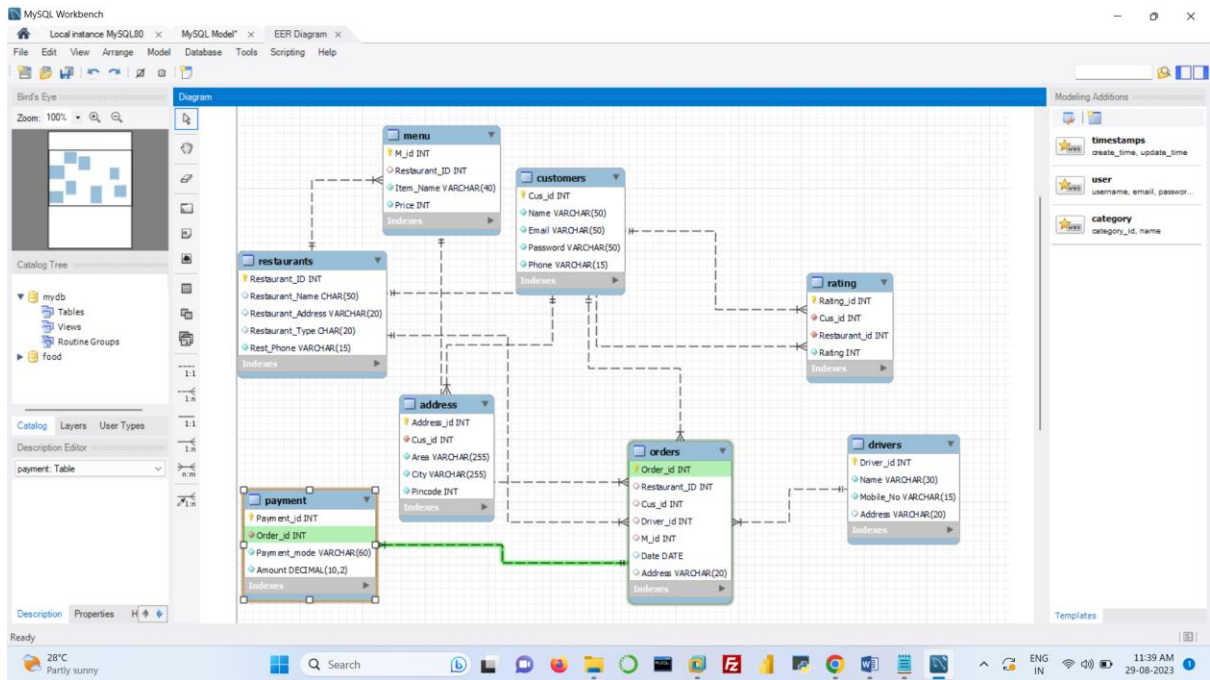 MySQL Workbench
Local instance MySQL80 × MySQL Model* × EER Diagram ×
File Edit View Arrange Model Database Tools Scripting Help
Bird's Eye
Zoom: 100%
Catalog Tree
mydb
Tables
Views
Routine Groups
food
Catalog Layers User Types
Description Editor
payment: Table
Description Properties H
Ready
Diagram
1:1
1:n
1:1
1:n
n:m
1:n
menu
M_id INT
Restaurant_ID INT
Item_Name VARCHAR(40)
Price INT
Indexes
customers
Cus_id INT
Name VARCHAR(50)
Email VARCHAR(50)
Password VARCHAR(50)
Phone VARCHAR(15)
Indexes
restaurants
Restaurant_ID INT
Restaurant_Name CHAR(50)
Restaurant_Address VARCHAR(20)
Restaurant_Type CHAR(20)
Rest_Phone VARCHAR(15)
Indexes
rating
Rating_id INT
Cus_id INT
Restaurant_id INT
Rating INT
Indexes
address
Address_id INT
Cus_id INT
Area VARCHAR(255)
City VARCHAR(255)
Pincode INT
Indexes
orders
Order_id INT
Restaurant_ID INT
Cus_id INT
Driver_id INT
M_id INT
Date DATE
Address VARCHAR(20)
Indexes
drivers
Driver_id INT
Name VARCHAR(30)
Mobile_No VARCHAR(15)
Address VARCHAR(20)
Indexes
payment
Payment_id INT
Order_id INT
Payment_mode VARCHAR(60)
Amount DECIMAL(10,2)
Indexes
Modeling Additions
timestamps
create_time, update_time
user
username, email, passwor...
category
category_id, name
Templates
28°C
Partly sunny
Search
ENG
IN
11:39 AM
29-08-2023
1